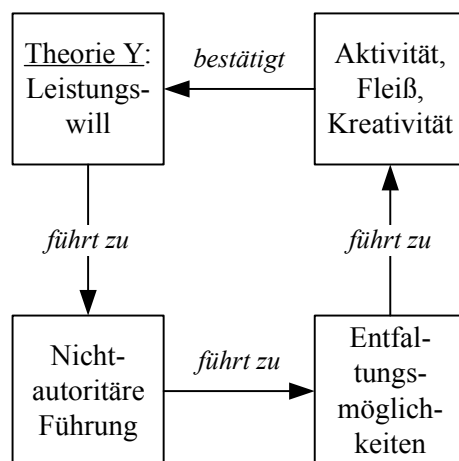 Theorie Y:
Leistungs-
will
bestätigt
Aktivität,
Fleiß,
Kreativität
führt zu
führt zu
Nicht-
autoritäre
Führung
führt zu
Entfal-
tungs-
möglich-
keiten